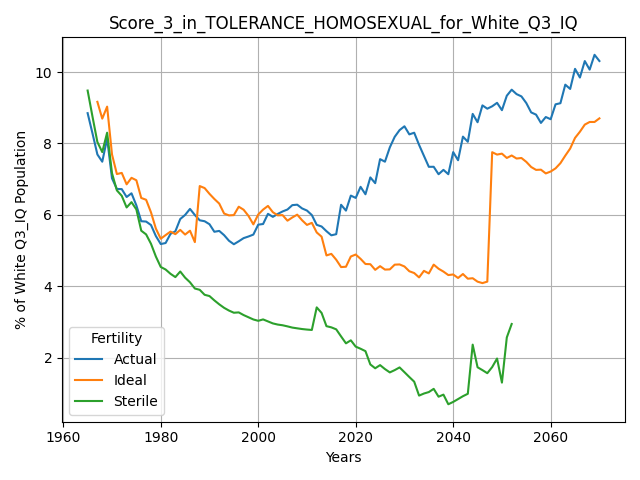 Score_3_in_TOLERANCE_HOMOSEXUAL_for_White_Q3_IQ
% of White Q3_IQ Population
10
8
6
4
2
Fertility
Actual
Ideal
Sterile
1960 1980 2000 2020 2040 2060
Years